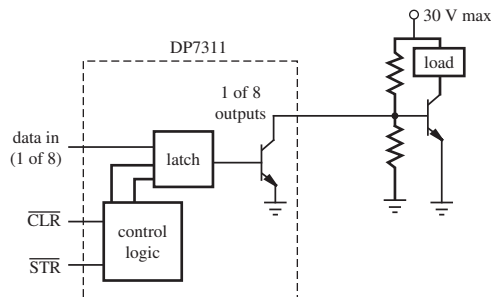 30 V max
DP7311
load
1 of 8
outputs
data in
(1 of 8)
latch
CLR
control
logic
STR